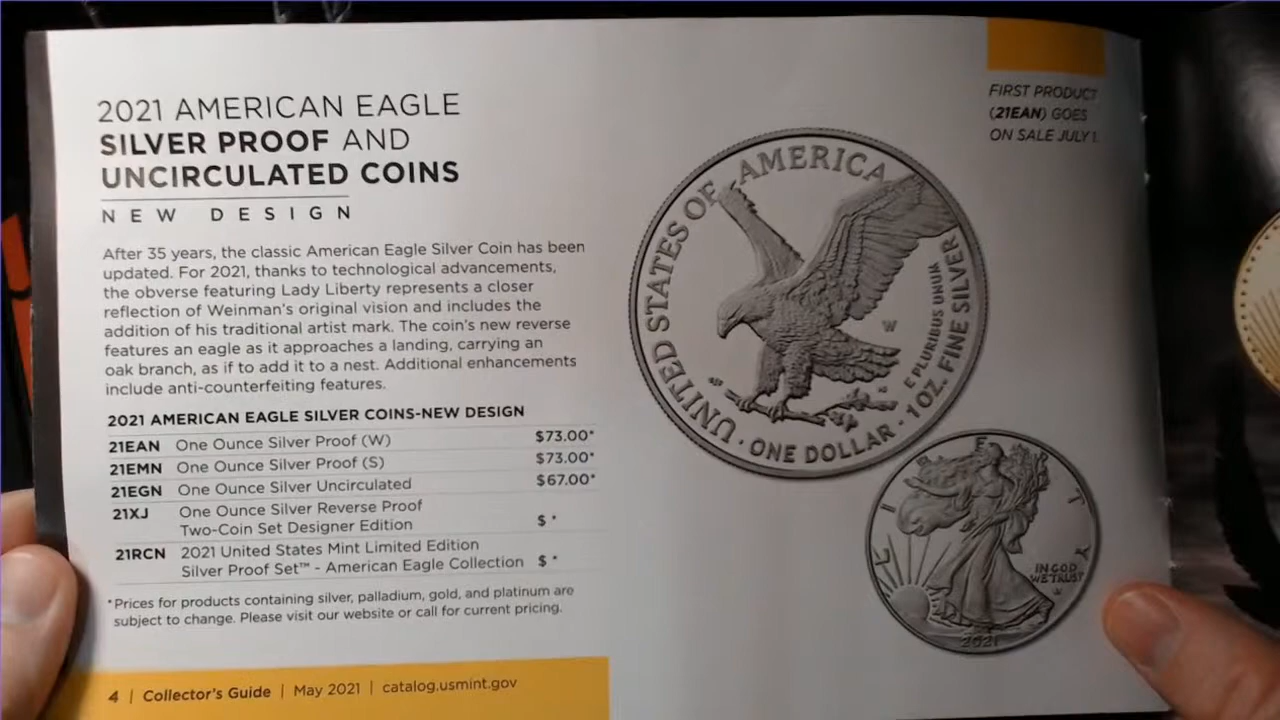 2021 AMERICAN EAGLE
SILVER PROOF AND
UNCIRCULATED COINS
NEW DESIGN
After 35 years, the classic American Eagle Silver Coin has been
updated. For 2021, thanks to technological advancements,
the obverse featuring Lady Liberty represents a closer
reflection of Weinman's original vision and includes the
addition of his traditional artist mark. The coin's new reverse
features an eagle as it approaches a landing, carrying an
oak branch, as if to add it to a nest. Additional enhancements
include anti-counterfeiting features.
2021 AMERICAN EAGLE SILVER COINS-NEW DESIGN
21EAN One Ounce Silver Proof (W) $73.00*
21EMN One Ounce Silver Proof (S) $73.00*
21EGN One Ounce Silver Uncirculated $67.00*
21XJ One Ounce Silver Reverse Proof
Two-Coin Set Designer Edition $ *
21RCN 2021 United States Mint Limited Edition
Silver Proof Set™ - American Eagle Collection $ *
*Prices for products containing silver, palladium, gold, and platinum are
subject to change. Please visit our website or call for current pricing.
4 | Collector's Guide | May 2021 | catalog.usmint.gov
FIRST PRODUCT
(21EAN) GOES
ON SALE JULY 1.
UNITED STATES OF AMERICA
W
E PLURIBUS UNUM
· ONE DOLLAR · 1 OZ. FINE SILVER
LIBERTY
IN GOD
WE TRUST
2021